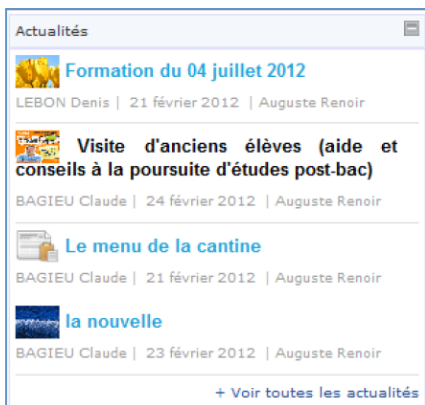 Actualités
Formation du 04 juillet 2012
LEBON Denis | 21 février 2012 | Auguste Renoir
Visite d'anciens élèves (aide et
conseils à la poursuite d'études post-bac)
BAGIEU Claude | 24 février 2012 | Auguste Renoir
Le menu de la cantine
BAGIEU Claude | 21 février 2012 | Auguste Renoir
la nouvelle
BAGIEU Claude | 23 février 2012 | Auguste Renoir
+ Voir toutes les actualités